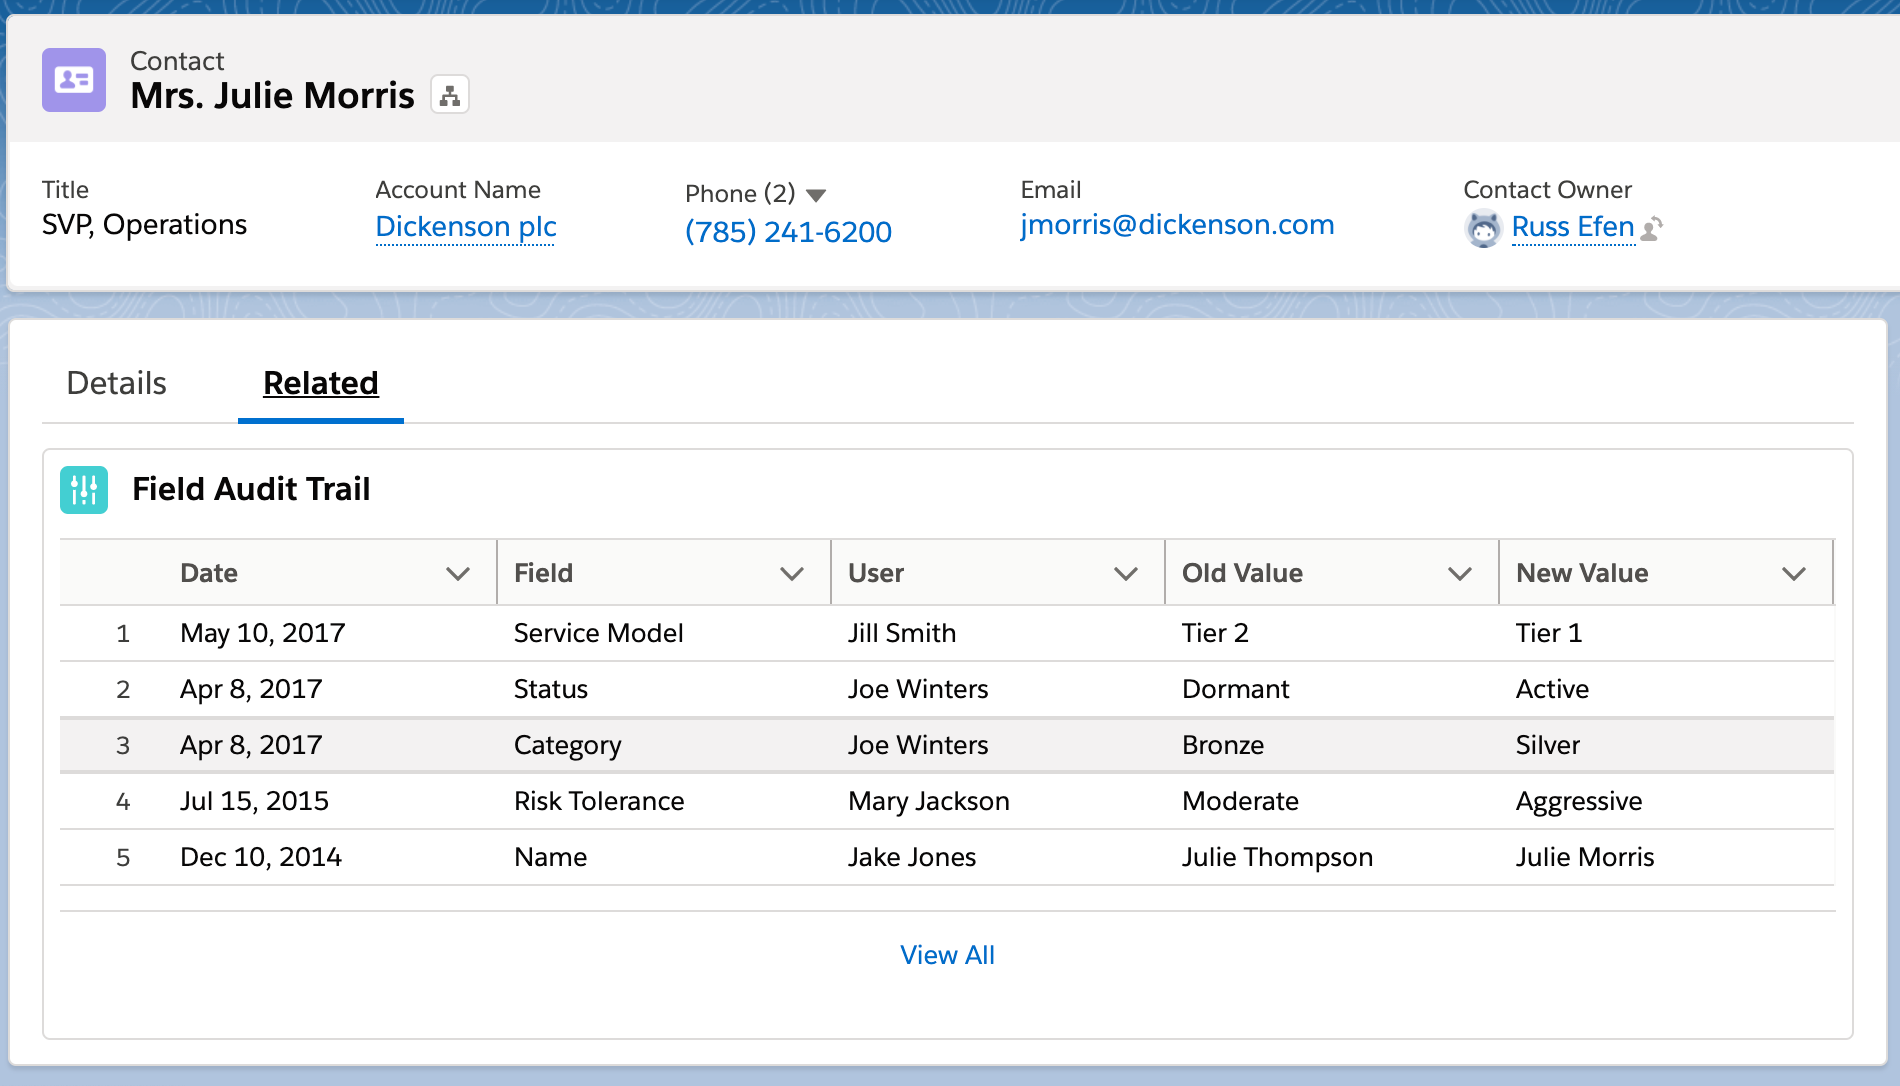 Contact
Mrs. Julie Morris
Title
Account Name
Phone (2)
Email
Contact Owner
SVP, Operations
Dickenson plc
(785) 241-6200
jmorris@dickenson.com
Russ Efen
Details
Related
Field Audit Trail
Date Field User Old Value New Value
1 May 10, 2017 Service Model Jill Smith Tier 2 Tier 1
2 Apr 8, 2017 Status Joe Winters Dormant Active
3 Apr 8, 2017 Category Joe Winters Bronze Silver
4 Jul 15, 2015 Risk Tolerance Mary Jackson Moderate Aggressive
5 Dec 10, 2014 Name Jake Jones Julie Thompson Julie Morris
View All